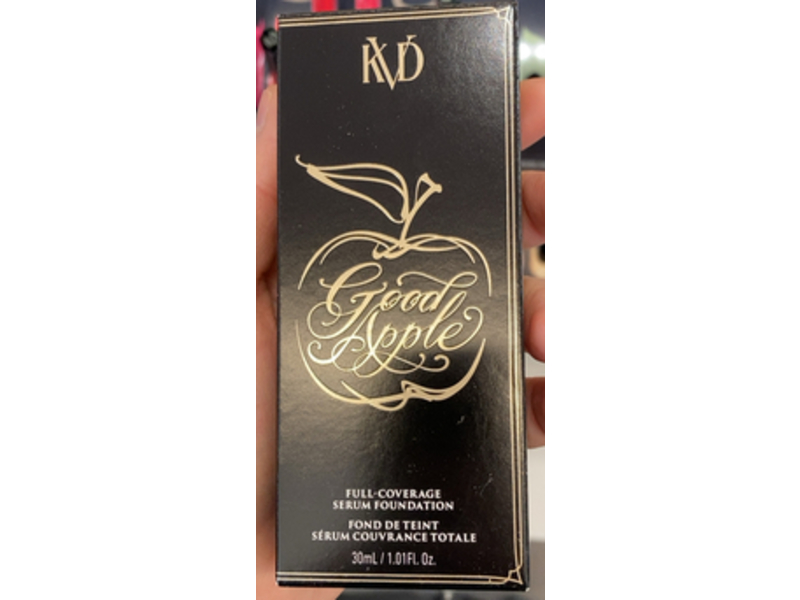 KVD
Good
Apple
FULL-COVERAGE
SERUM FOUNDATION
FOND DE TEINT
SÉRUM COUVRANCE TOTALE
30mL / 1.01FL. Oz.